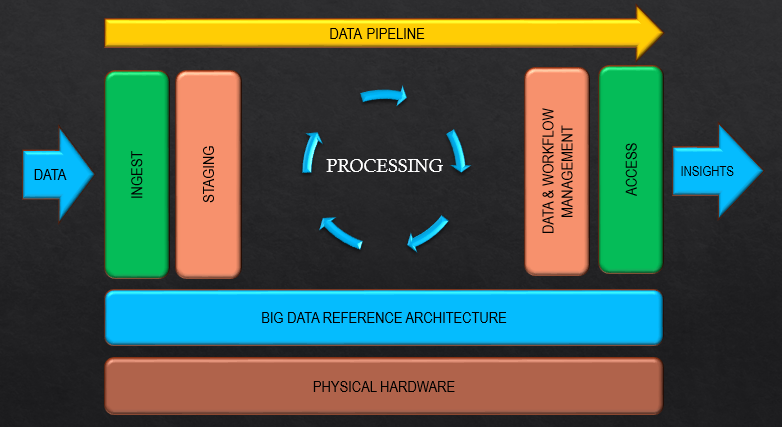 DATA PIPELINE
DATA
INGEST
STAGING
PROCESSING
DATA & WORKFLOW
MANAGEMENT
ACCESS
INSIGHTS
BIG DATA REFERENCE ARCHITECTURE
PHYSICAL HARDWARE